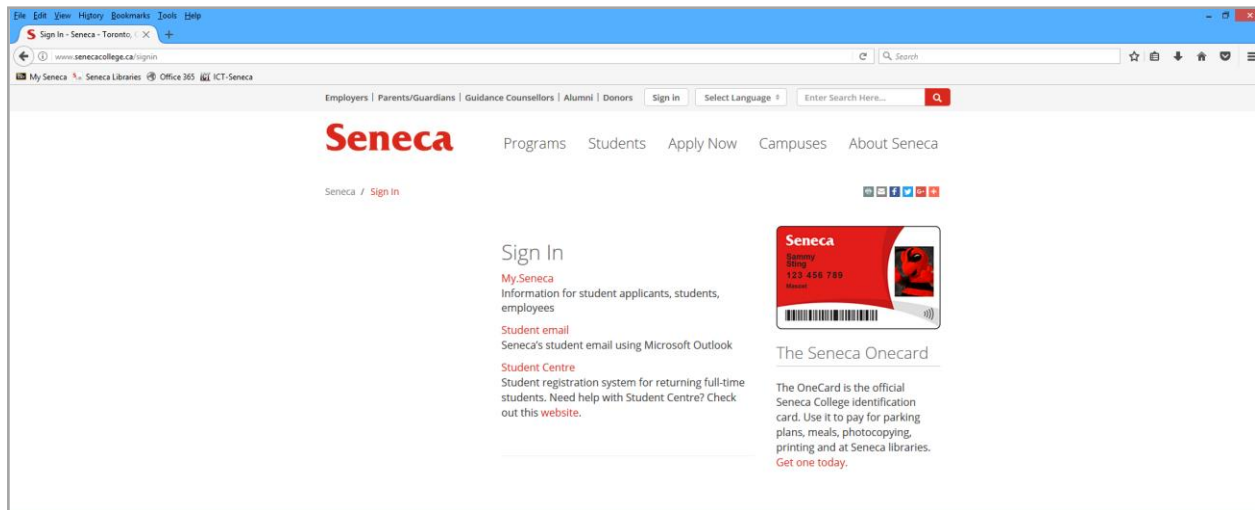 File Edit View History Bookmarks Tools Help
Sign In - Seneca - Toronto,
www.senecacollege.ca/signin
Search
My Seneca Seneca Libraries Office 365 ICT-Seneca
Employers | Parents/Guardians | Guidance Counsellors | Alumni | Donors Sign in Select Language Enter Search Here...
Seneca
Programs Students Apply Now Campuses About Seneca
Seneca / Sign In
Sign In
My.Seneca
Information for student applicants, students,
employees
Student email
Seneca's student email using Microsoft Outlook
Student Centre
Student registration system for returning full-time
students. Need help with Student Centre? Check
out this website.
Seneca
Sammy
Sting
123 456 789
Mascot
The Seneca Onecard
The OneCard is the official
Seneca College identification
card. Use it to pay for parking
plans, meals, photocopying,
printing and at Seneca libraries.
Get one today.